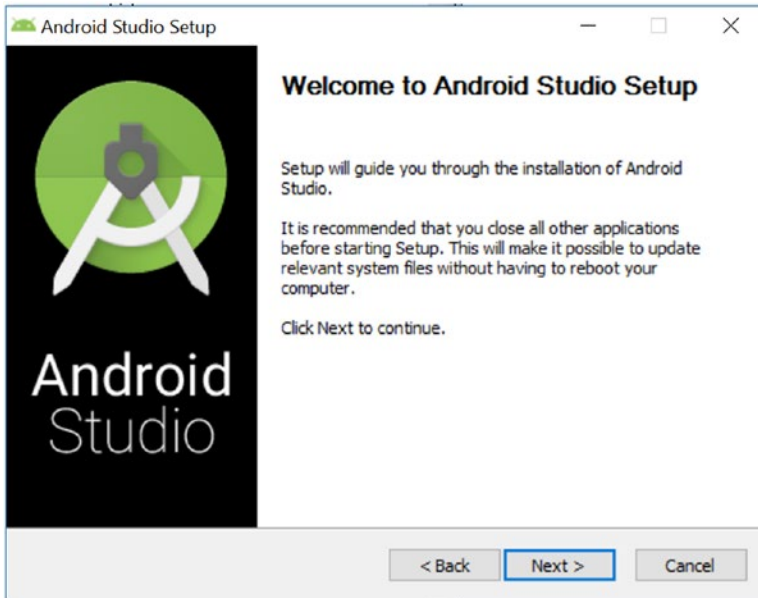 Android Studio Setup
Welcome to Android Studio Setup
Setup will guide you through the installation of Android
Studio.
It is recommended that you close all other applications
before starting Setup. This will make it possible to update
relevant system files without having to reboot your
computer.
Click Next to continue.
Android
Studio
< Back Next > Cancel